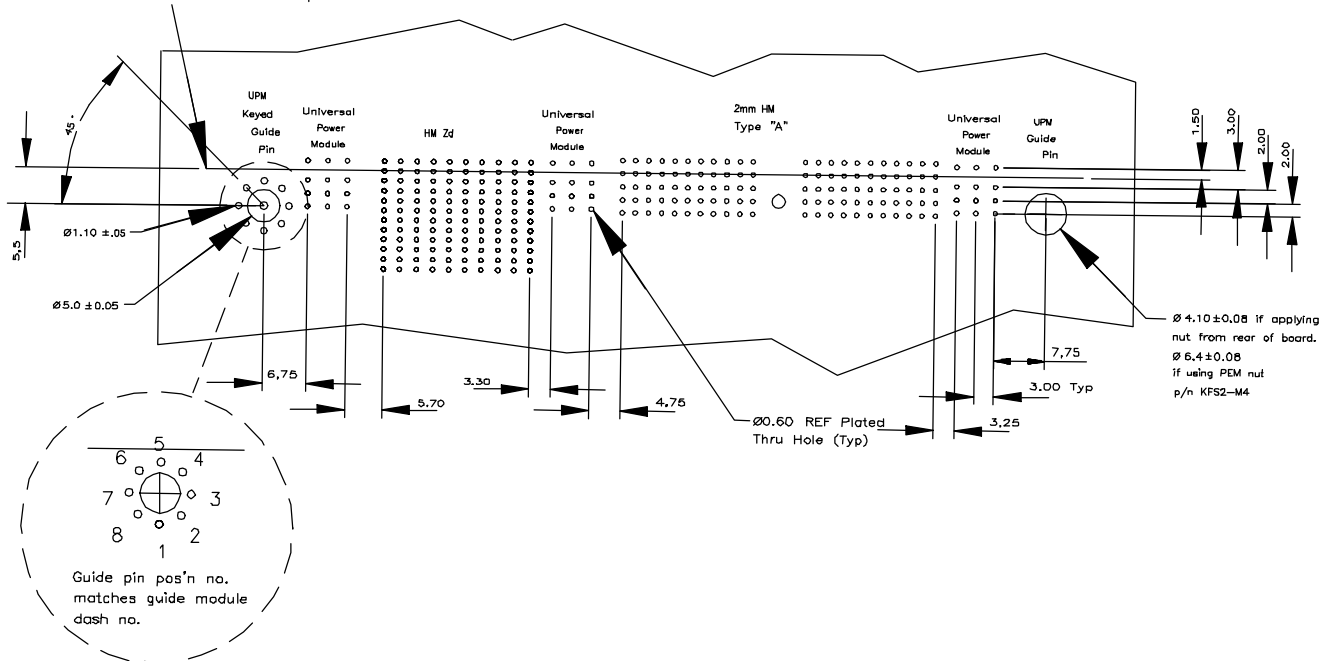 UPM
Keyed
Guide
Pin
Universal
Power
Module
HM Zd
Universal
Power
Module
2mm HM
Type "A"
Universal
Power
Module
UPM
Guide
Pin
1.50
3.00
2.00
2.00
45°
5,5
Ø1.10 ±.05
Ø5.0 ±0.05
6,75
5.70
3.30
4.75
Ø0.60 REF Plated
Thru Hole (Typ)
7,75
3.00 Typ
3,25
Ø 4.10±0.08 if applying
nut from rear of board.
Ø 6.4±0.08
if using PEM nut
p/n KFS2-M4
5
6
4
7
3
8
2
1
Guide pin pos'n no.
matches guide module
dash no.